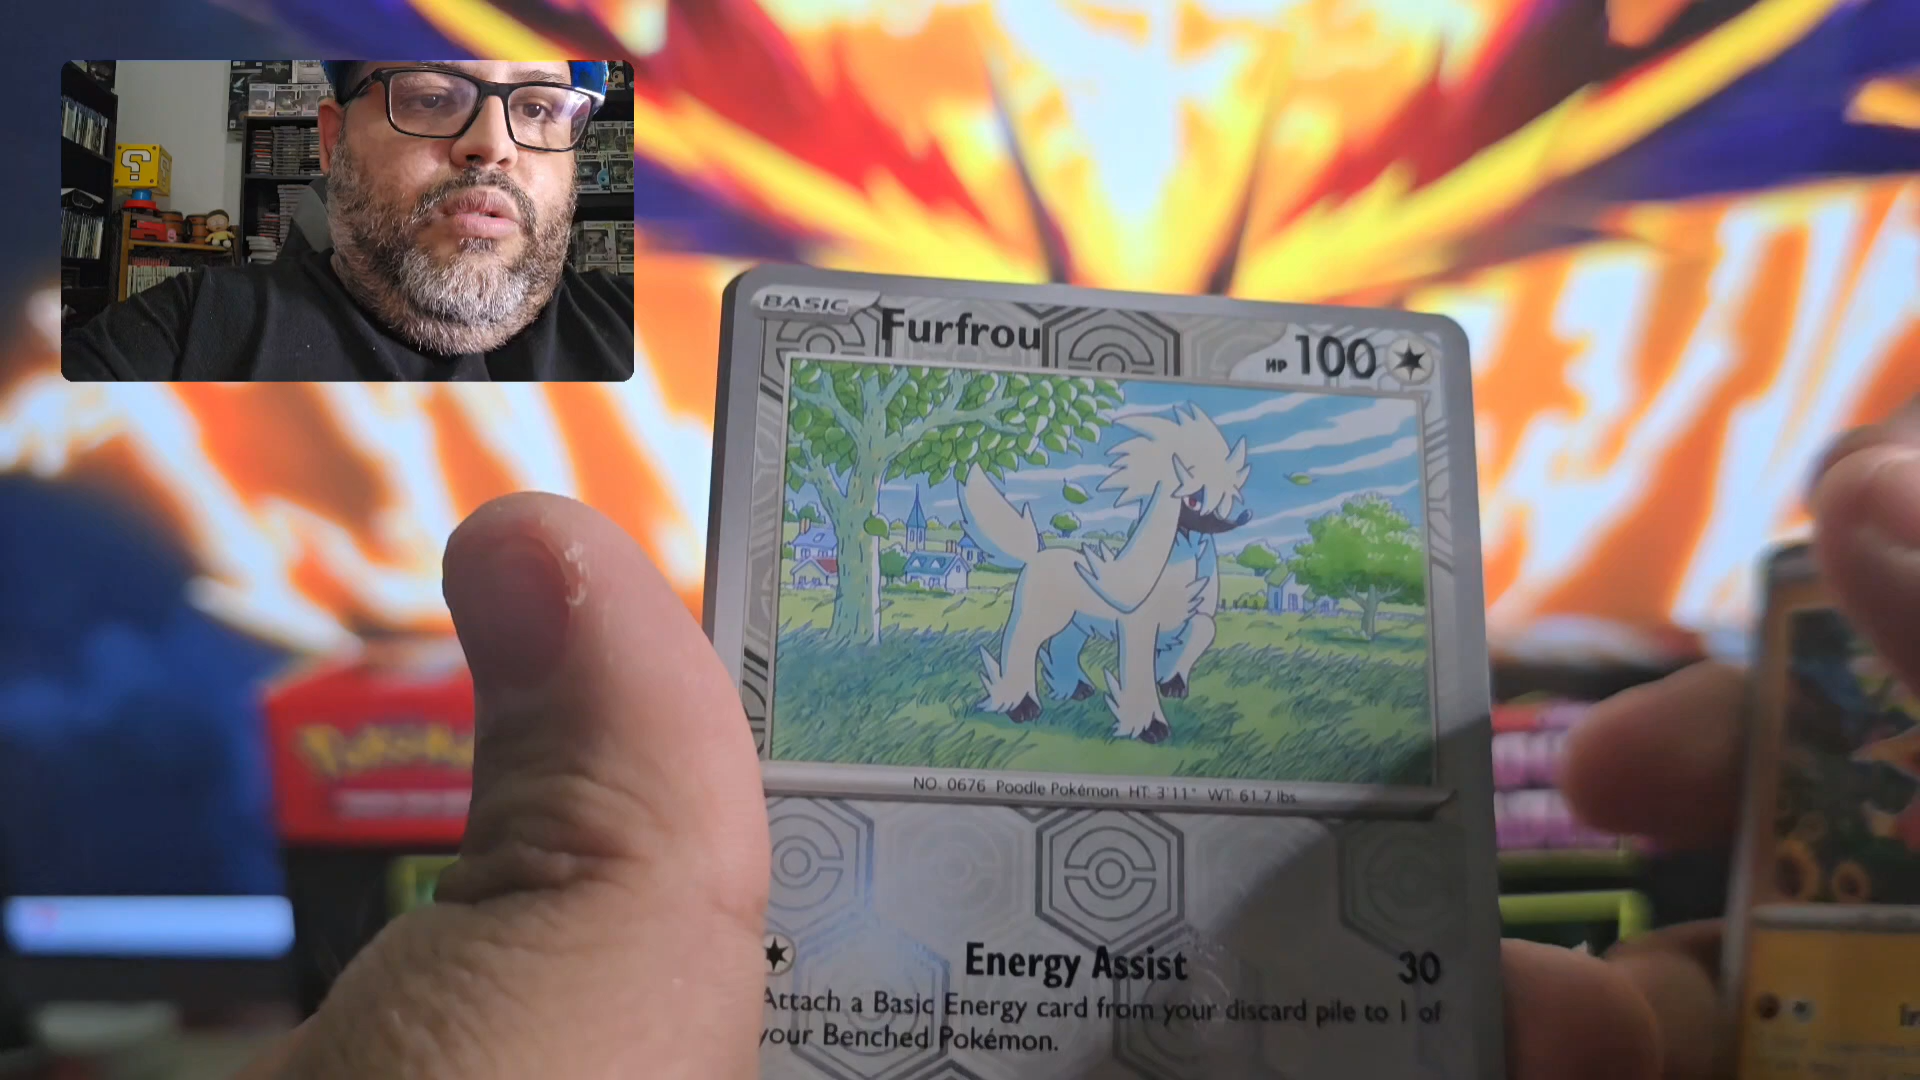 ?
BASIC Furfrou HP 100
NO. 0676 Poodle Pokémon HT: 3'11" WT: 61.7 lbs.
Energy Assist 30
Attach a Basic Energy card from your discard pile to 1 of
your Benched Pokémon.